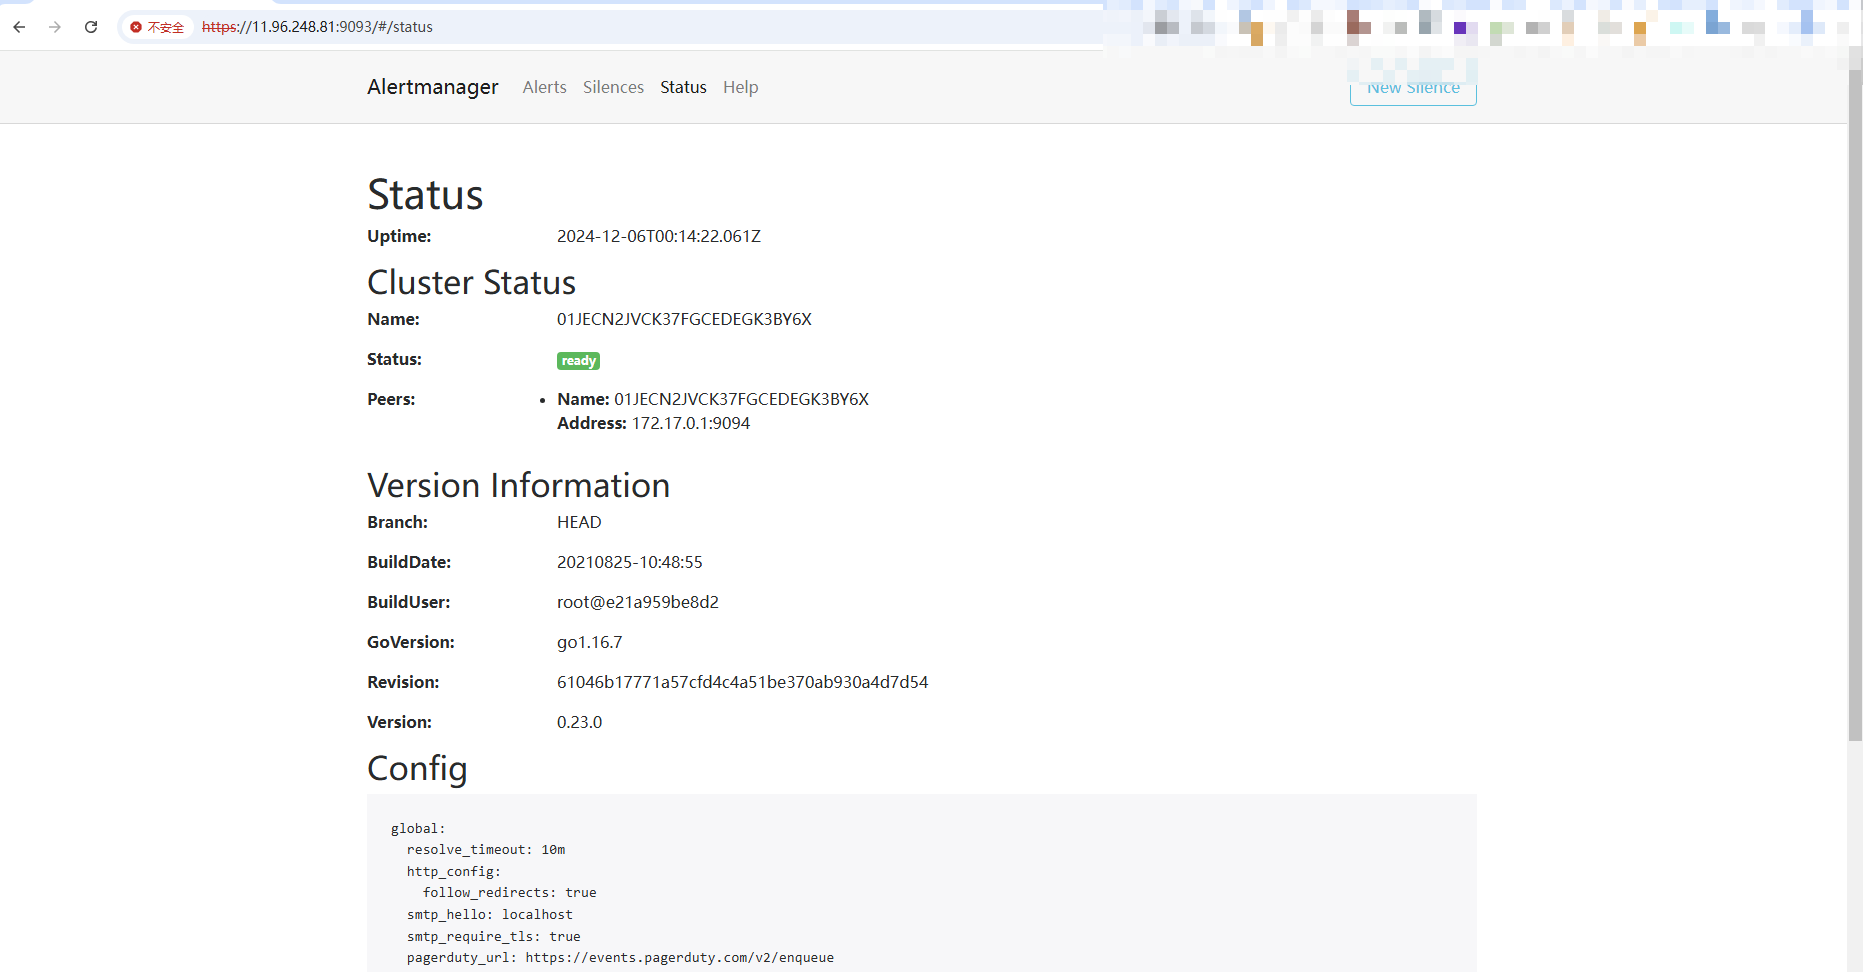 不安全 https://11.96.248.81:9093/#/status
Alertmanager Alerts Silences Status Help New Silence
Status
Uptime: 2024-12-06T00:14:22.061Z
Cluster Status
Name: 01JECN2JVCK37FGCEDEGK3BY6X
Status: ready
Peers: • Name: 01JECN2JVCK37FGCEDEGK3BY6X
Address: 172.17.0.1:9094
Version Information
Branch: HEAD
BuildDate: 20210825-10:48:55
BuildUser: root@e21a959be8d2
GoVersion: go1.16.7
Revision: 61046b17771a57cfd4c4a51be370ab930a4d7d54
Version: 0.23.0
Config
global:
  resolve_timeout: 10m
  http_config:
    follow_redirects: true
  smtp_hello: localhost
  smtp_require_tls: true
  pagerduty_url: https://events.pagerduty.com/v2/enqueue